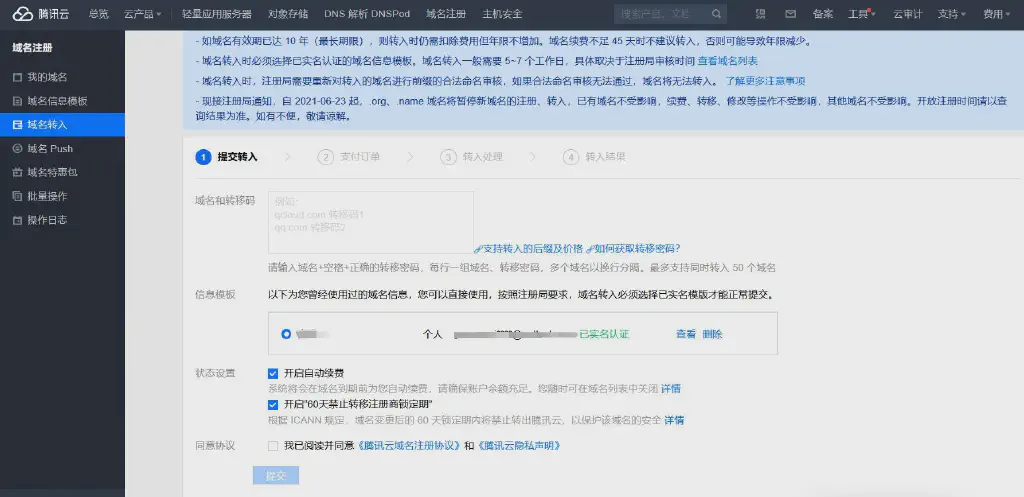 腾讯云 总览 云产品 轻量应用服务器 对象存储 DNS 解析 DNSPod 域名注册 主机安全 搜索产品、文档... 备案 工具 云审计 支持 费用
域名注册
我的域名
域名信息模板
域名转入
域名 Push
域名特惠包
批量操作
操作日志
- 如域名有效期已达 10 年（最长期限），则转入时仍需扣除费用但年限不增加。域名续费不足 45 天时不建议转入，否则可能导致年限减少。
- 域名转入时必须选择已实名认证的域名信息模板。域名转入一般需要 5~7 个工作日，具体取决于注册局审核时间 查看域名列表
- 域名转入时，注册局需要重新对转入的域名进行前缀的合法命名审核，如果合法命名审核无法通过，域名将无法转入。 了解更多注意事项
- 现接注册局通知，自 2021-06-23 起，.org、.name 域名将暂停新域名的注册、转入，已有域名不受影响，续费、转移、修改等操作不受影响，其他域名不受影响。开放注册时间请以查
询结果为准。如有不便，敬请谅解。
1 提交转入 2 支付订单 3 转入处理 4 转入结果
域名和转移码
例如：
qcloud.com 转移码1
qq.com 转移码2
支持转入的后缀及价格 如何获取转移密码？
请输入域名+空格+正确的转移密码，每行一组域名、转移密码，多个域名以换行分隔。最多支持同时转入 50 个域名
信息模板 以下为您曾经使用过的域名信息，您可以直接使用，按照注册局要求，域名转入必须选择已实名模版才能正常提交。
个人 已实名认证 查看 删除
状态设置 开启自动续费
系统将会在域名到期前为您自动续费，请确保账户余额充足。您随时可在域名列表中关闭 详情
开启"60天禁止转移注册商锁定期"
根据 ICANN 规定，域名变更后的 60 天锁定期内将禁止转出腾讯云，以保护该域名的安全 详情
同意协议 我已阅读并同意《腾讯云域名注册协议》和《腾讯云隐私声明》
提交